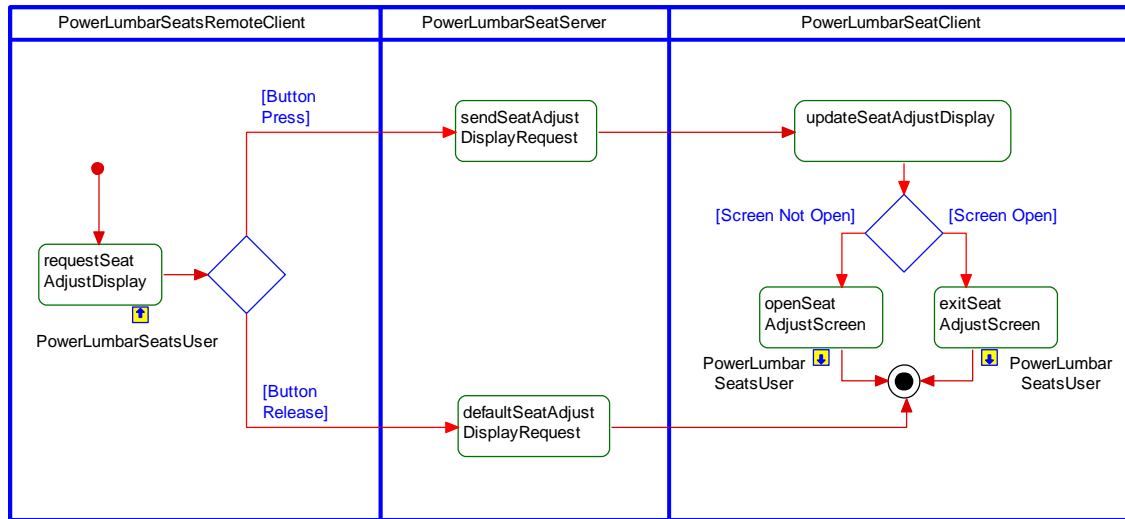 PowerLumbarSeatsRemoteClient
PowerLumbarSeatServer
PowerLumbarSeatClient
[Button
Press]
sendSeatAdjust
DisplayRequest
updateSeatAdjustDisplay
[Screen Not Open]
[Screen Open]
requestSeat
AdjustDisplay
PowerLumbarSeatsUser
openSeat
AdjustScreen
exitSeat
AdjustScreen
PowerLumbar
SeatsUser
PowerLumbar
SeatsUser
[Button
Release]
defaultSeatAdjust
DisplayRequest